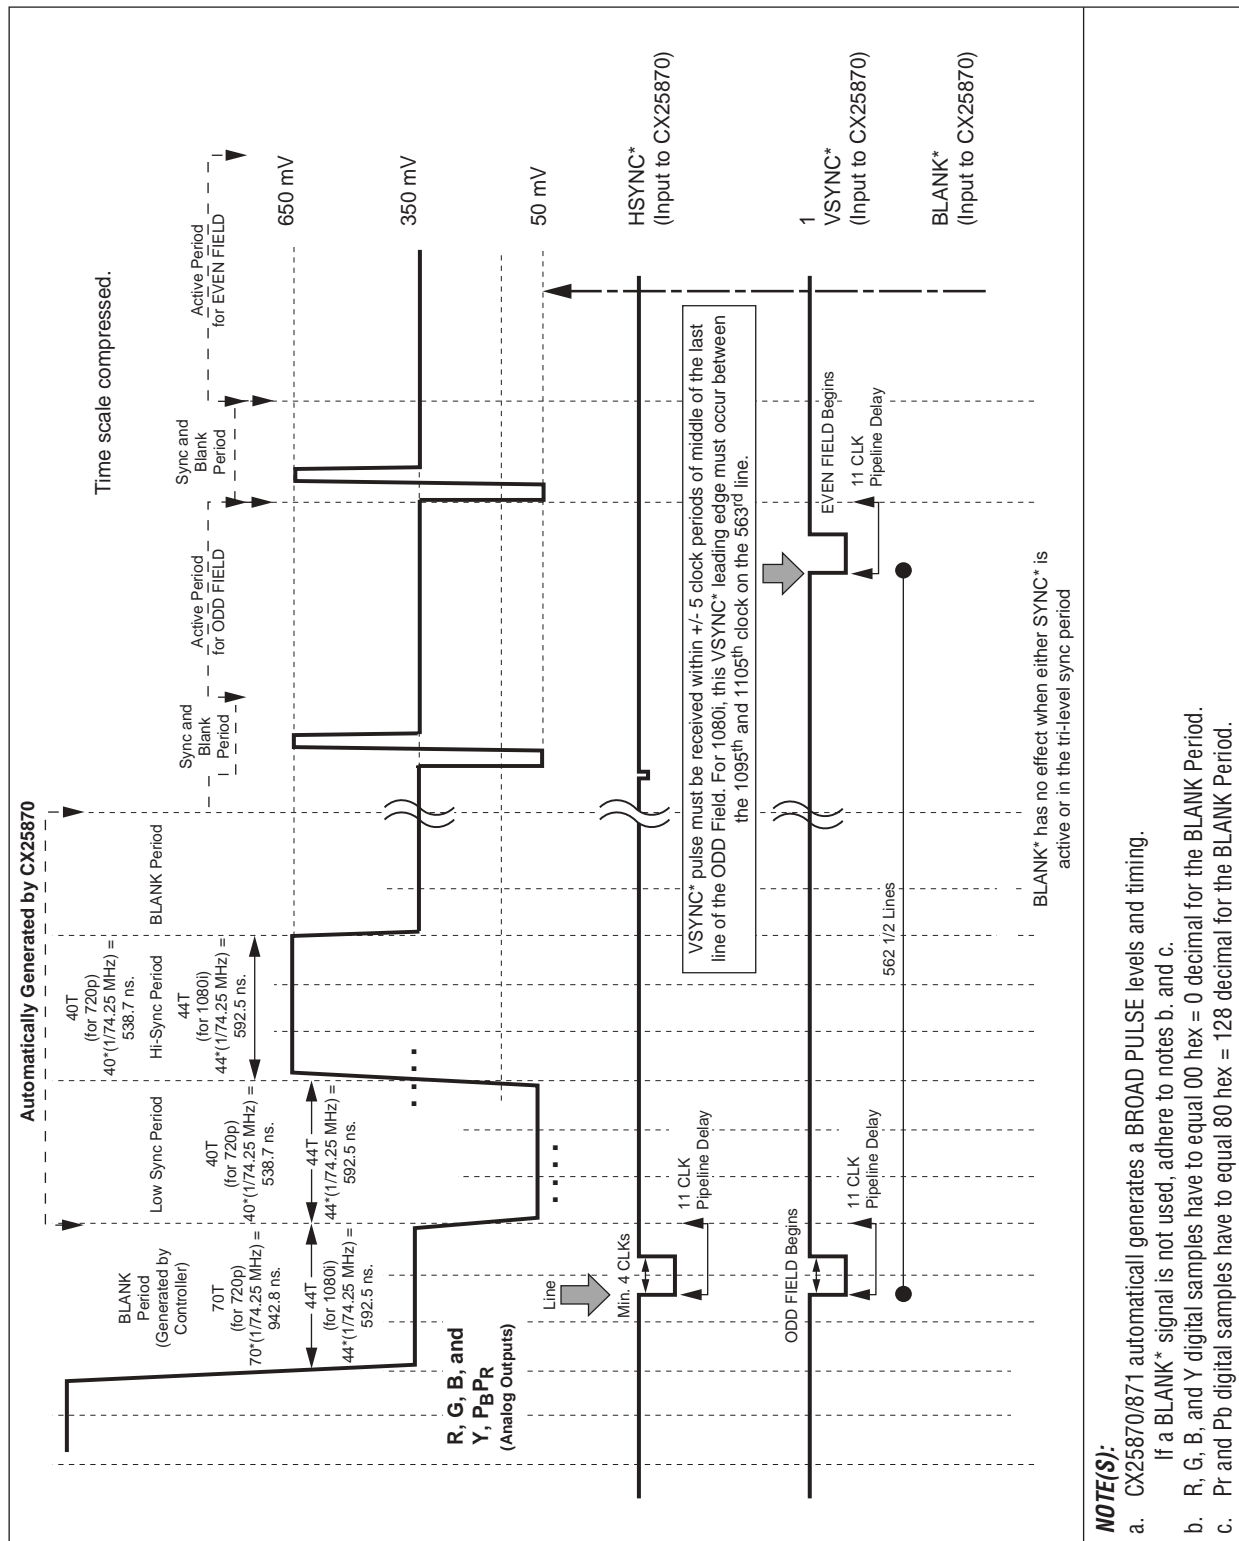 Automatically Generated by CX25870
Time scale compressed.
BLANK
Period
(Generated by
Controller)
70T
(for 720p)
70*(1/74.25 MHz) =
942.8 ns.
44T
(for 1080i)
44*(1/74.25 MHz) =
592.5 ns.
Low Sync Period
40T
(for 720p)
40*(1/74.25 MHz) =
538.7 ns.
44T
44*(1/74.25 MHz) =
592.5 ns.
40T
(for 720p)
40*(1/74.25 MHz) =
538.7 ns.
Hi-Sync Period
44T
(for 1080i)
44*(1/74.25 MHz) =
592.5 ns.
BLANK Period
Sync and
Blank
Period
Active Period
for ODD FIELD
Sync and
Blank
Period
Active Period
for EVEN FIELD
650 mV
350 mV
50 mV
R, G, B, and
Y, PBPR
(Analog Outputs)
Line
Min. 4 CLKs
11 CLK
Pipeline Delay
HSYNC*
(Input to CX25870)
VSYNC* pulse must be received within +/- 5 clock periods of middle of the last
line of the ODD Field. For 1080i, this VSYNC* leading edge must occur between
the 1095th and 1105th clock on the 563rd line.
ODD FIELD Begins
11 CLK
Pipeline Delay
EVEN FIELD Begins
11 CLK
Pipeline Delay
1
VSYNC*
(Input to CX25870)
562 1/2 Lines
BLANK*
(Input to CX25870)
BLANK* has no effect when either SYNC* is
active or in the tri-level sync period
NOTE(S):
a. CX25870/871 automaticall generates a BROAD PULSE levels and timing.
If a BLANK* signal is not used, adhere to notes b. and c.
b. R, G, B, and Y digital samples have to equal 00 hex = 0 decimal for the BLANK Period.
c. Pr and Pb digital samples have to equal 80 hex = 128 decimal for the BLANK Period.